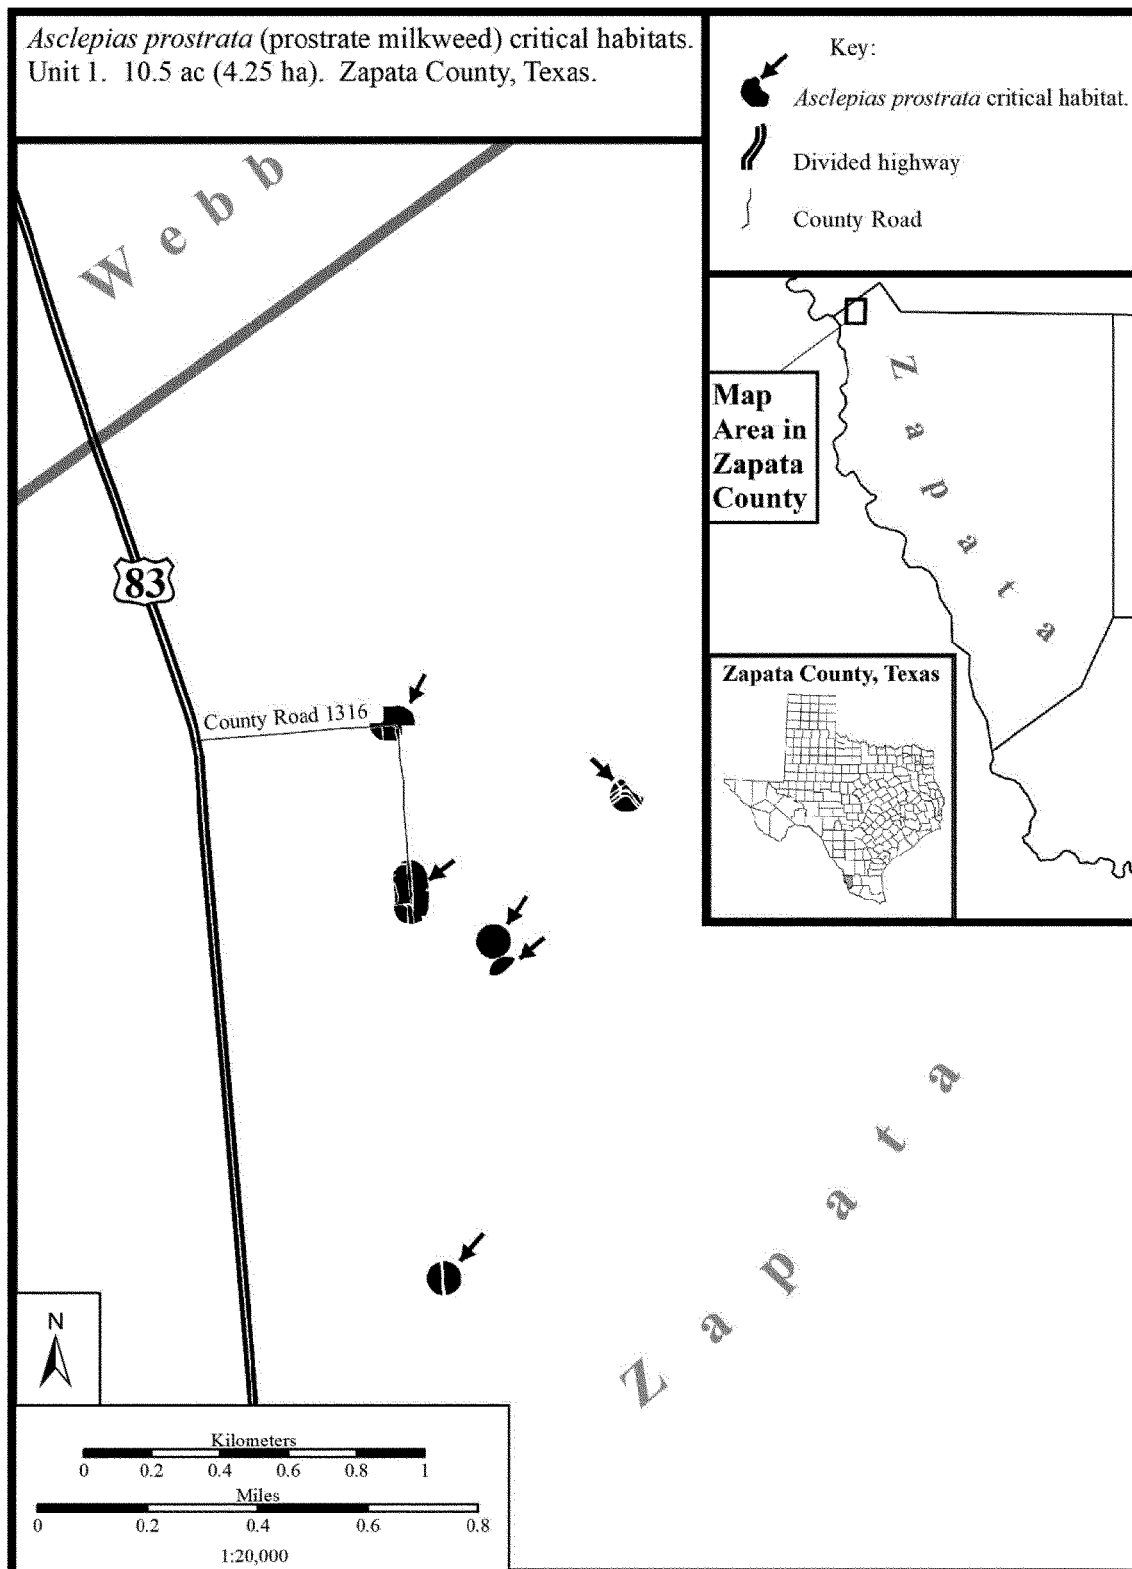 Asclepias prostrata (prostrate milkweed) critical habitats.
Unit 1.  10.5 ac (4.25 ha).  Zapata County, Texas.
Key:
Asclepias prostrata critical habitat.
Divided highway
County Road
Webb
83
County Road 1316
Zapata
Map
Area in
Zapata
County
Zapata
Zapata County, Texas
N
Kilometers
0 0.2 0.4 0.6 0.8 1
Miles
0 0.2 0.4 0.6 0.8
1:20,000